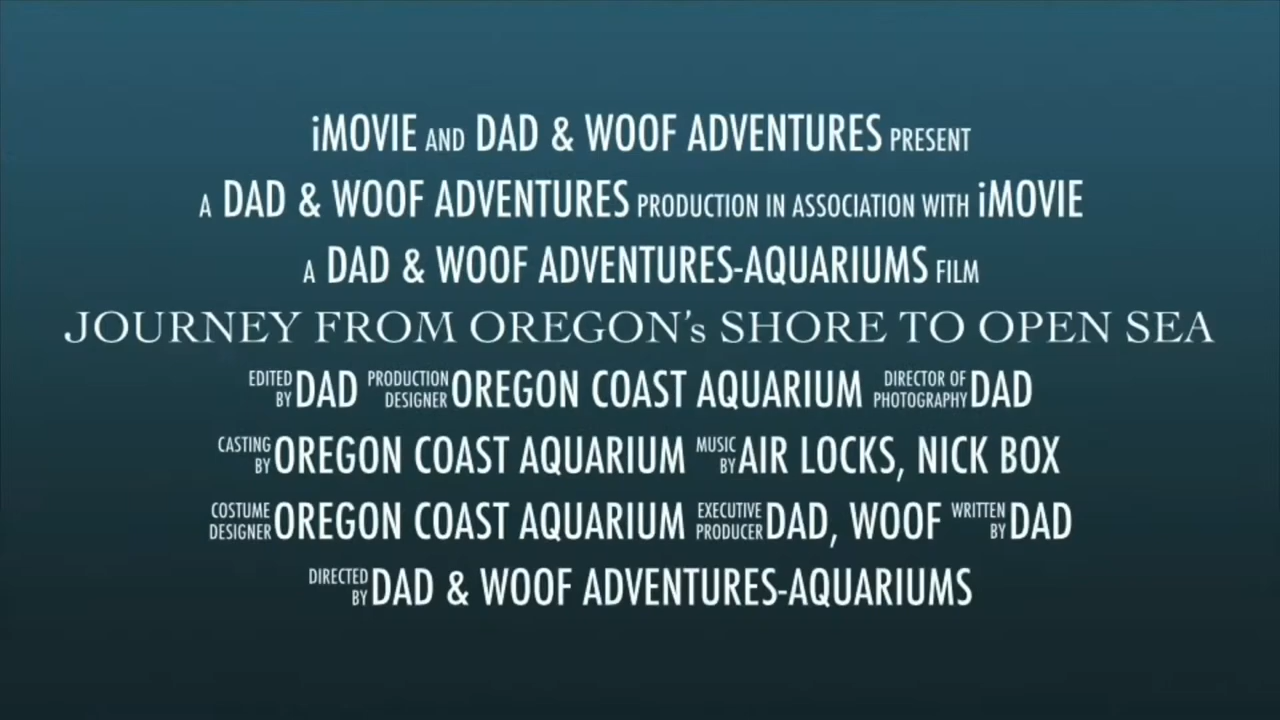 iMOVIE AND DAD & WOOF ADVENTURES PRESENT
A DAD & WOOF ADVENTURES PRODUCTION IN ASSOCIATION WITH iMOVIE
A DAD & WOOF ADVENTURES-AQUARIUMS FILM
JOURNEY FROM OREGON's SHORE TO OPEN SEA
EDITED BY DAD PRODUCTION DESIGNER OREGON COAST AQUARIUM DIRECTOR OF PHOTOGRAPHY DAD
CASTING BY OREGON COAST AQUARIUM MUSIC BY AIR LOCKS, NICK BOX
COSTUME DESIGNER OREGON COAST AQUARIUM EXECUTIVE PRODUCER DAD, WOOF WRITTEN BY DAD
DIRECTED BY DAD & WOOF ADVENTURES-AQUARIUMS